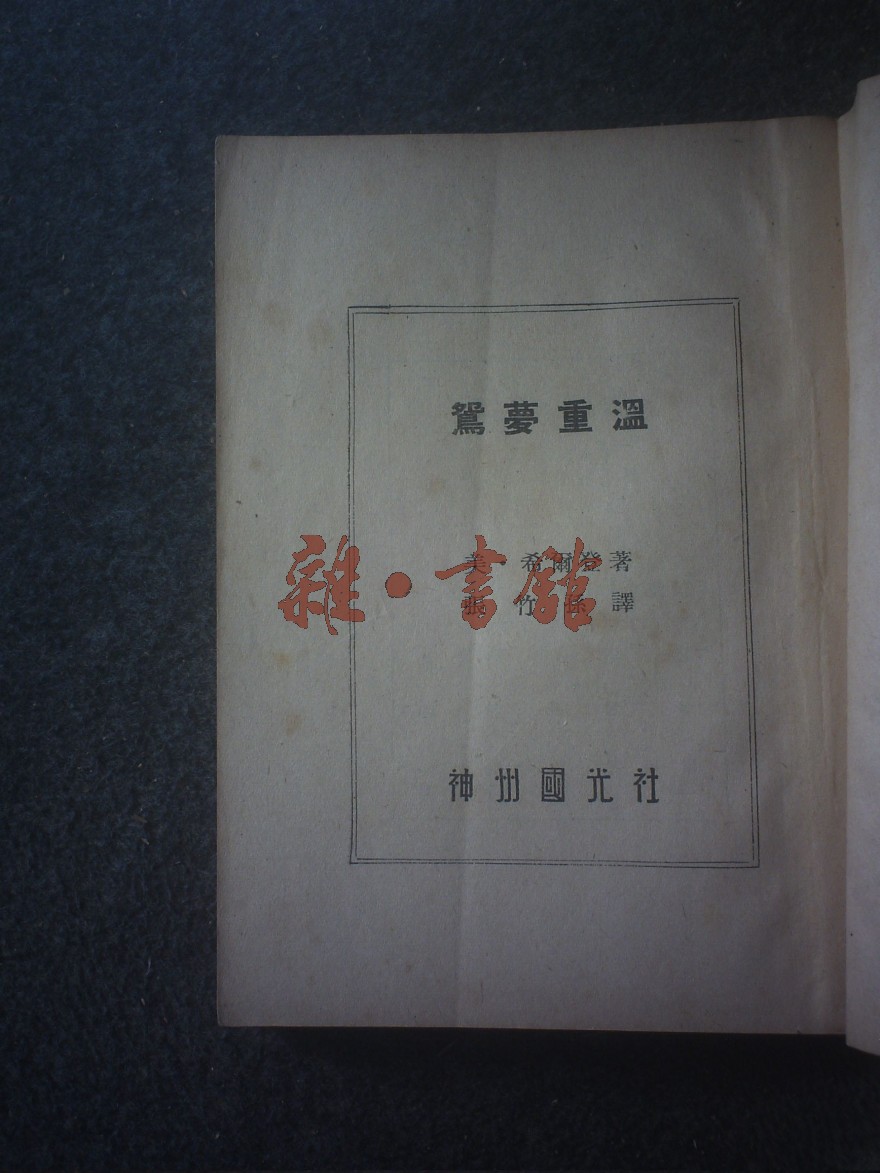 鴛夢重溫
美 希爾登著
張竹孫譯
雜·書館
神州國光社